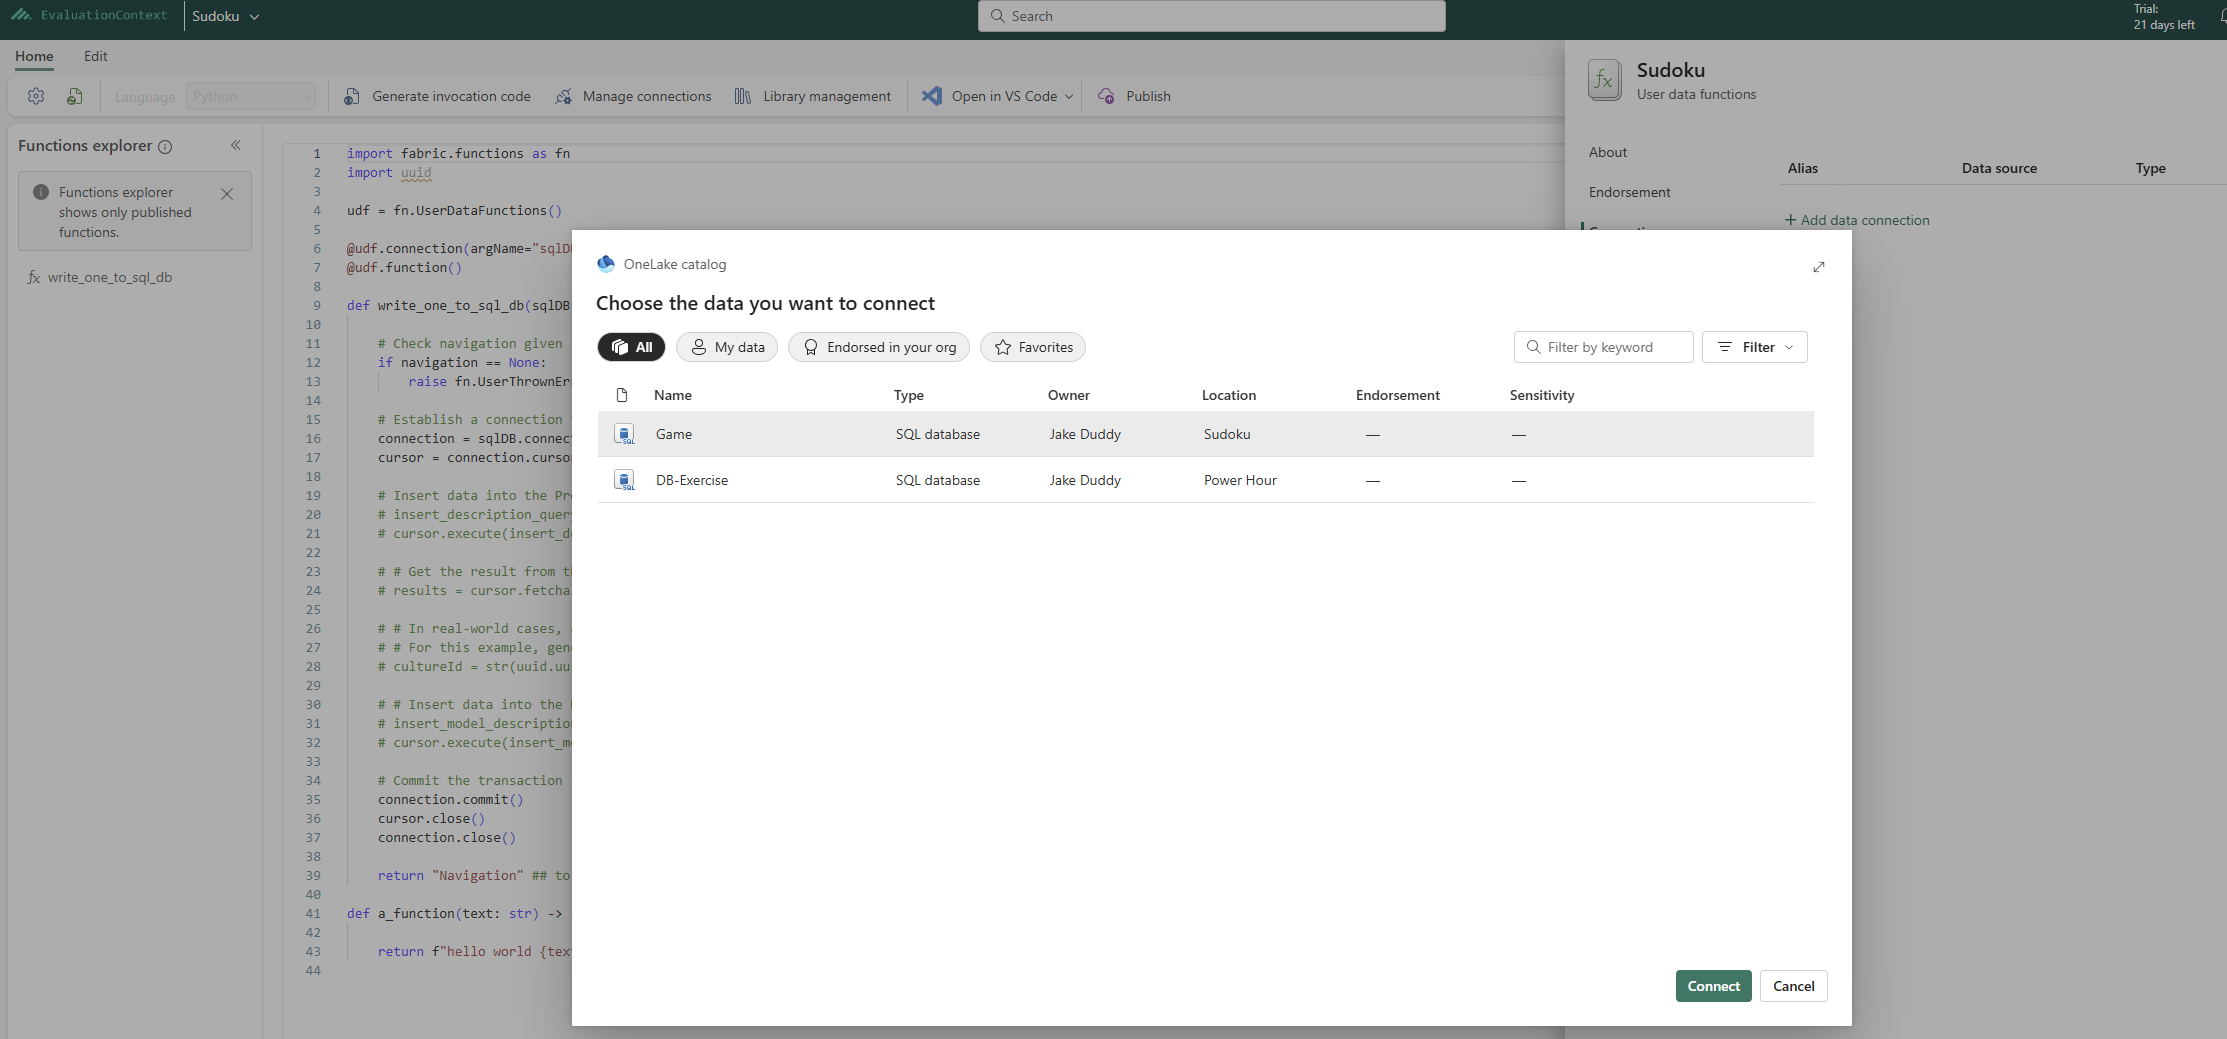 EvaluationContext
Sudoku
Search
Trial:
21 days left
Home
Edit
Language
Python
Generate invocation code
Manage connections
Library management
Open in VS Code
Publish
Functions explorer
Functions explorer
shows only published
functions.
write_one_to_sql_db
1 import fabric.functions as fn
2 import uuid
3
4 udf = fn.UserDataFunctions()
5
6 @udf.connection(argName="sqlDB
7 @udf.function()
8
9 def write_one_to_sql_db(sqlDB
10
11 # Check navigation given
12 if navigation == None:
13 raise fn.UserThrownEr
14
15 # Establish a connection
16 connection = sqlDB.connect
17 cursor = connection.cursor
18
19 # Insert data into the Pr
20 # insert_description_query
21 # cursor.execute(insert_de
22
23 # # Get the result from th
24 # results = cursor.fetcha
25
26 # # In real-world cases,
27 # # For this example, gene
28 # cultureId = str(uuid.uu
29
30 # # Insert data into the
31 # insert_model_description
32 # cursor.execute(insert_m
33
34 # Commit the transaction
35 connection.commit()
36 cursor.close()
37 connection.close()
38
39 return "Navigation" ## to
40
41 def a_function(text: str) ->
42
43 return f"hello world {tex
44
Sudoku
User data functions
About
Endorsement
Alias
Data source
Type
+ Add data connection
OneLake catalog
Choose the data you want to connect
All
My data
Endorsed in your org
Favorites
Filter by keyword
Filter
Name
Type
Owner
Location
Endorsement
Sensitivity
Game
SQL database
Jake Duddy
Sudoku
—
—
DB-Exercise
SQL database
Jake Duddy
Power Hour
—
—
Connect
Cancel